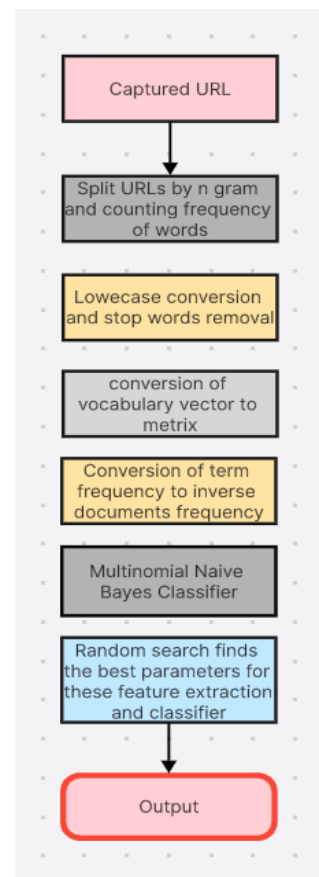 Captured URL
Split URLs by n gram
and counting frequency
of words
Lowecase conversion
and stop words removal
conversion of
vocabulary vector to
metrix
Conversion of term
frequency to inverse
documents frequency
Multinomial Naive
Bayes Classifier
Random search finds
the best parameters for
these feature extraction
and classifier
Output